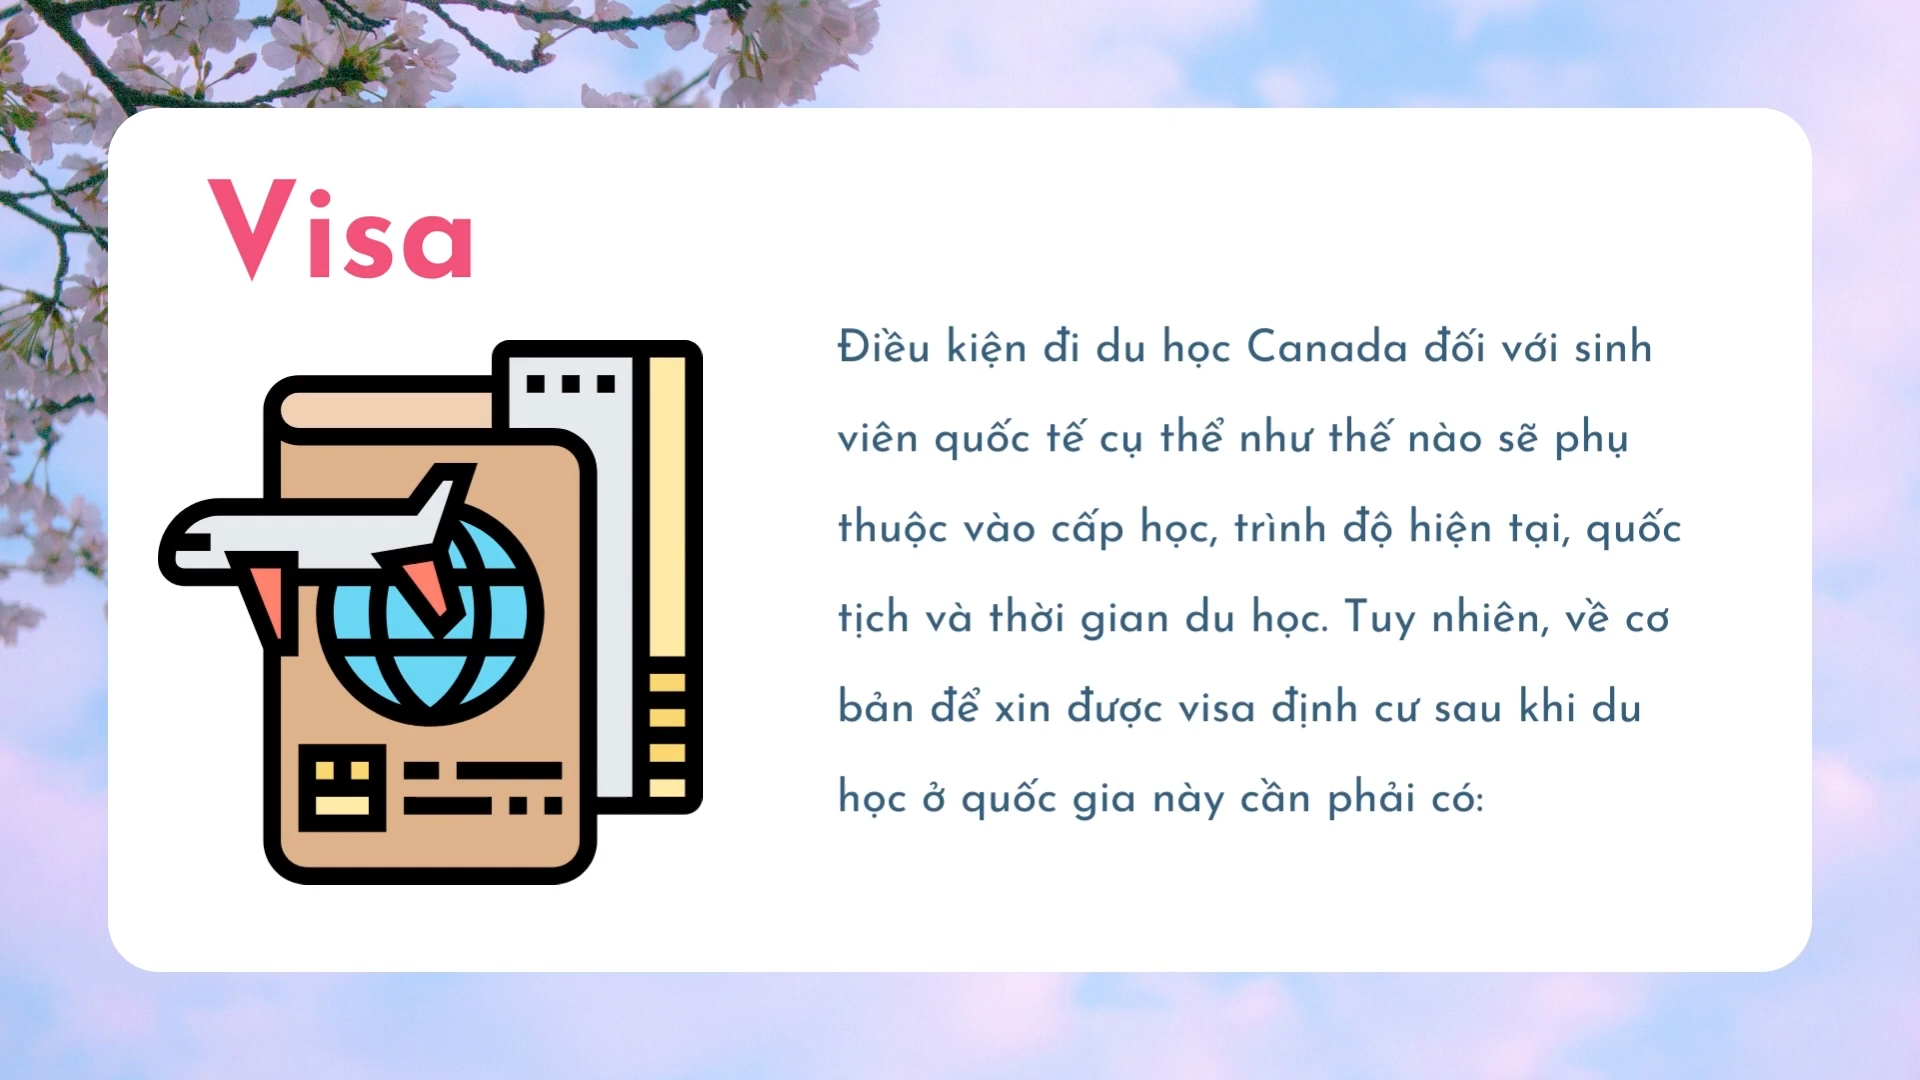 Visa
Điều kiện đi du học Canada đối với sinh
viên quốc tế cụ thể như thế nào sẽ phụ
thuộc vào cấp học, trình độ hiện tại, quốc
tịch và thời gian du học. Tuy nhiên, về cơ
bản để xin được visa định cư sau khi du
học ở quốc gia này cần phải có: